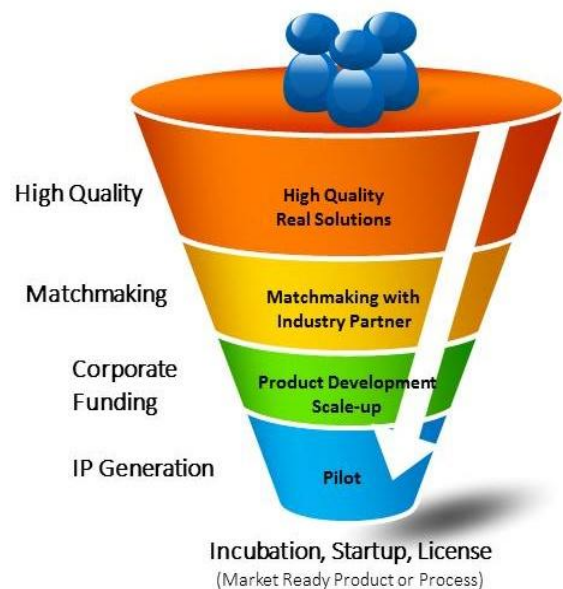 High Quality
High Quality
Real Solutions
Matchmaking
Matchmaking with
Industry Partner
Corporate
Funding
Product Development
Scale-up
IP Generation
Pilot
Incubation, Startup, License
(Market Ready Product or Process)